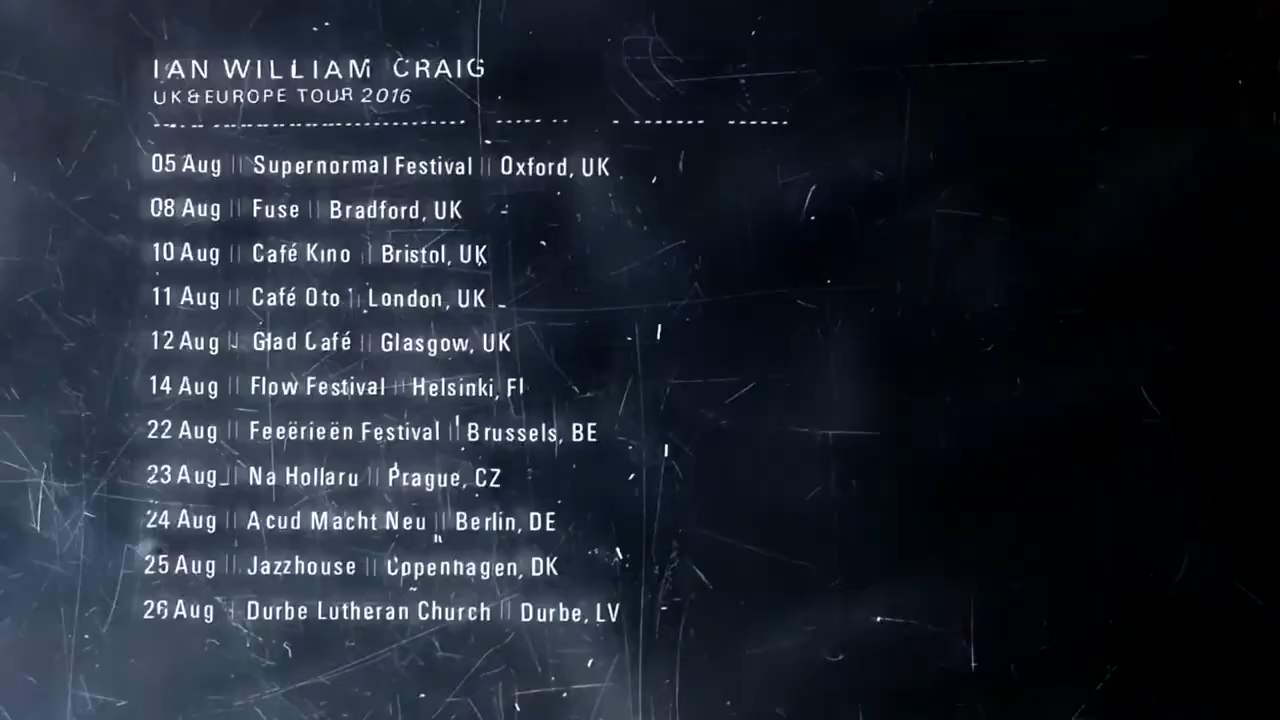 IAN WILLIAM CRAIG
UK&EUROPE TOUR 2016
05 Aug || Supernormal Festival || Oxford, UK
08 Aug || Fuse || Bradford, UK
10 Aug || Café Kino || Bristol, UK
11 Aug || Café Oto || London, UK
12 Aug || Glad Café || Glasgow, UK
14 Aug || Flow Festival || Helsinki, FI
22 Aug || Feeërieën Festival || Brussels, BE
23 Aug || Na Hollaru || Prague, CZ
24 Aug || Acud Macht Neu || Berlin, DE
25 Aug || Jazzhouse || Copenhagen, DK
26 Aug || Durbe Lutheran Church || Durbe, LV